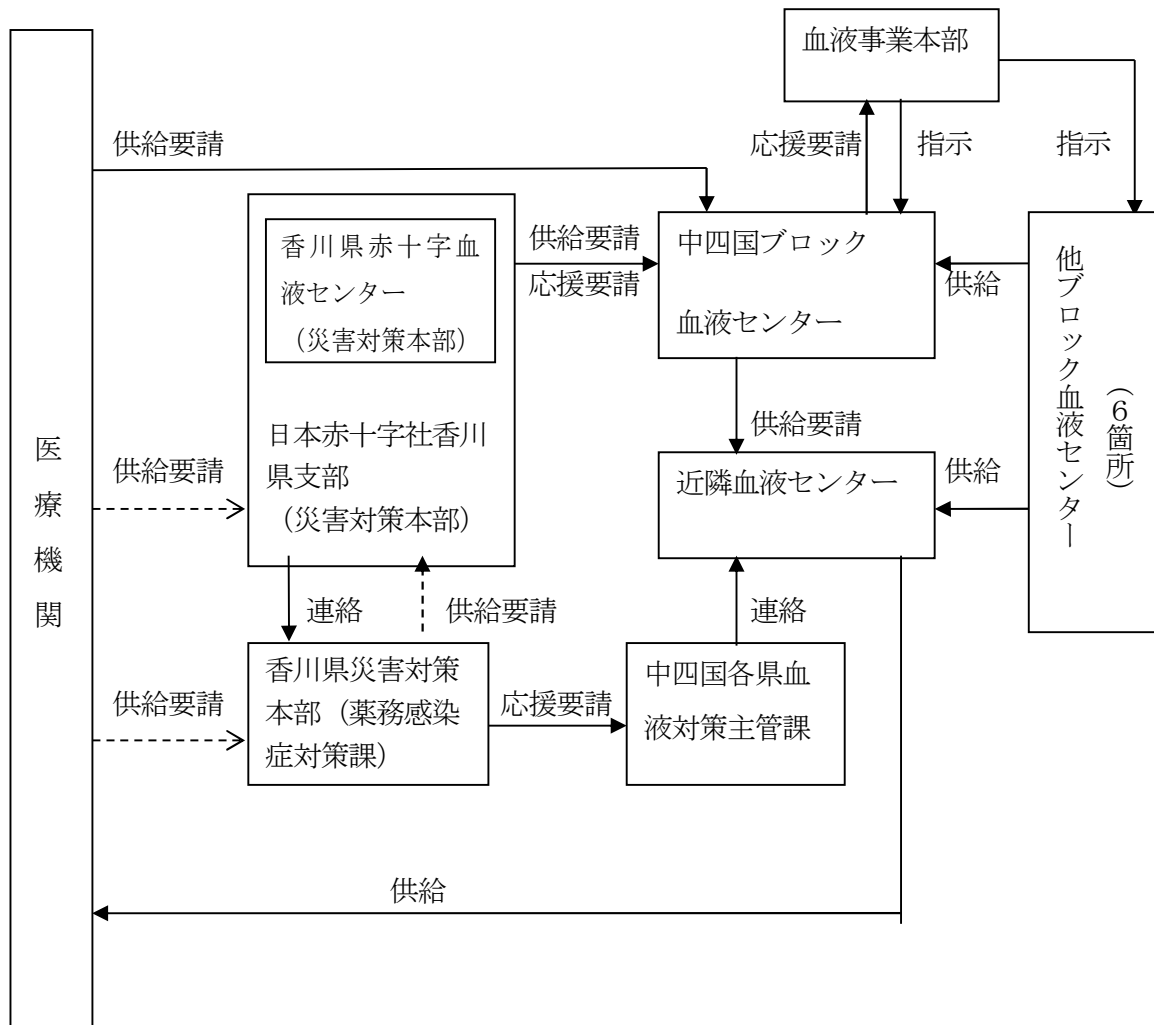 血液事業本部
供給要請
応援要請
指示
指示
香川県赤十字血
液センター
（災害対策本部）
供給要請
応援要請
中四国ブロック
血液センター
供給
他ブロック血液センター
（６箇所）
日本赤十字社香川
県支部
（災害対策本部）
供給要請
供給要請
近隣血液センター
供給
医療機関
連絡
供給要請
連絡
香川県災害対策
本部（薬務感染
症対策課）
供給要請
応援要請
中四国各県血
液対策主管課
供給